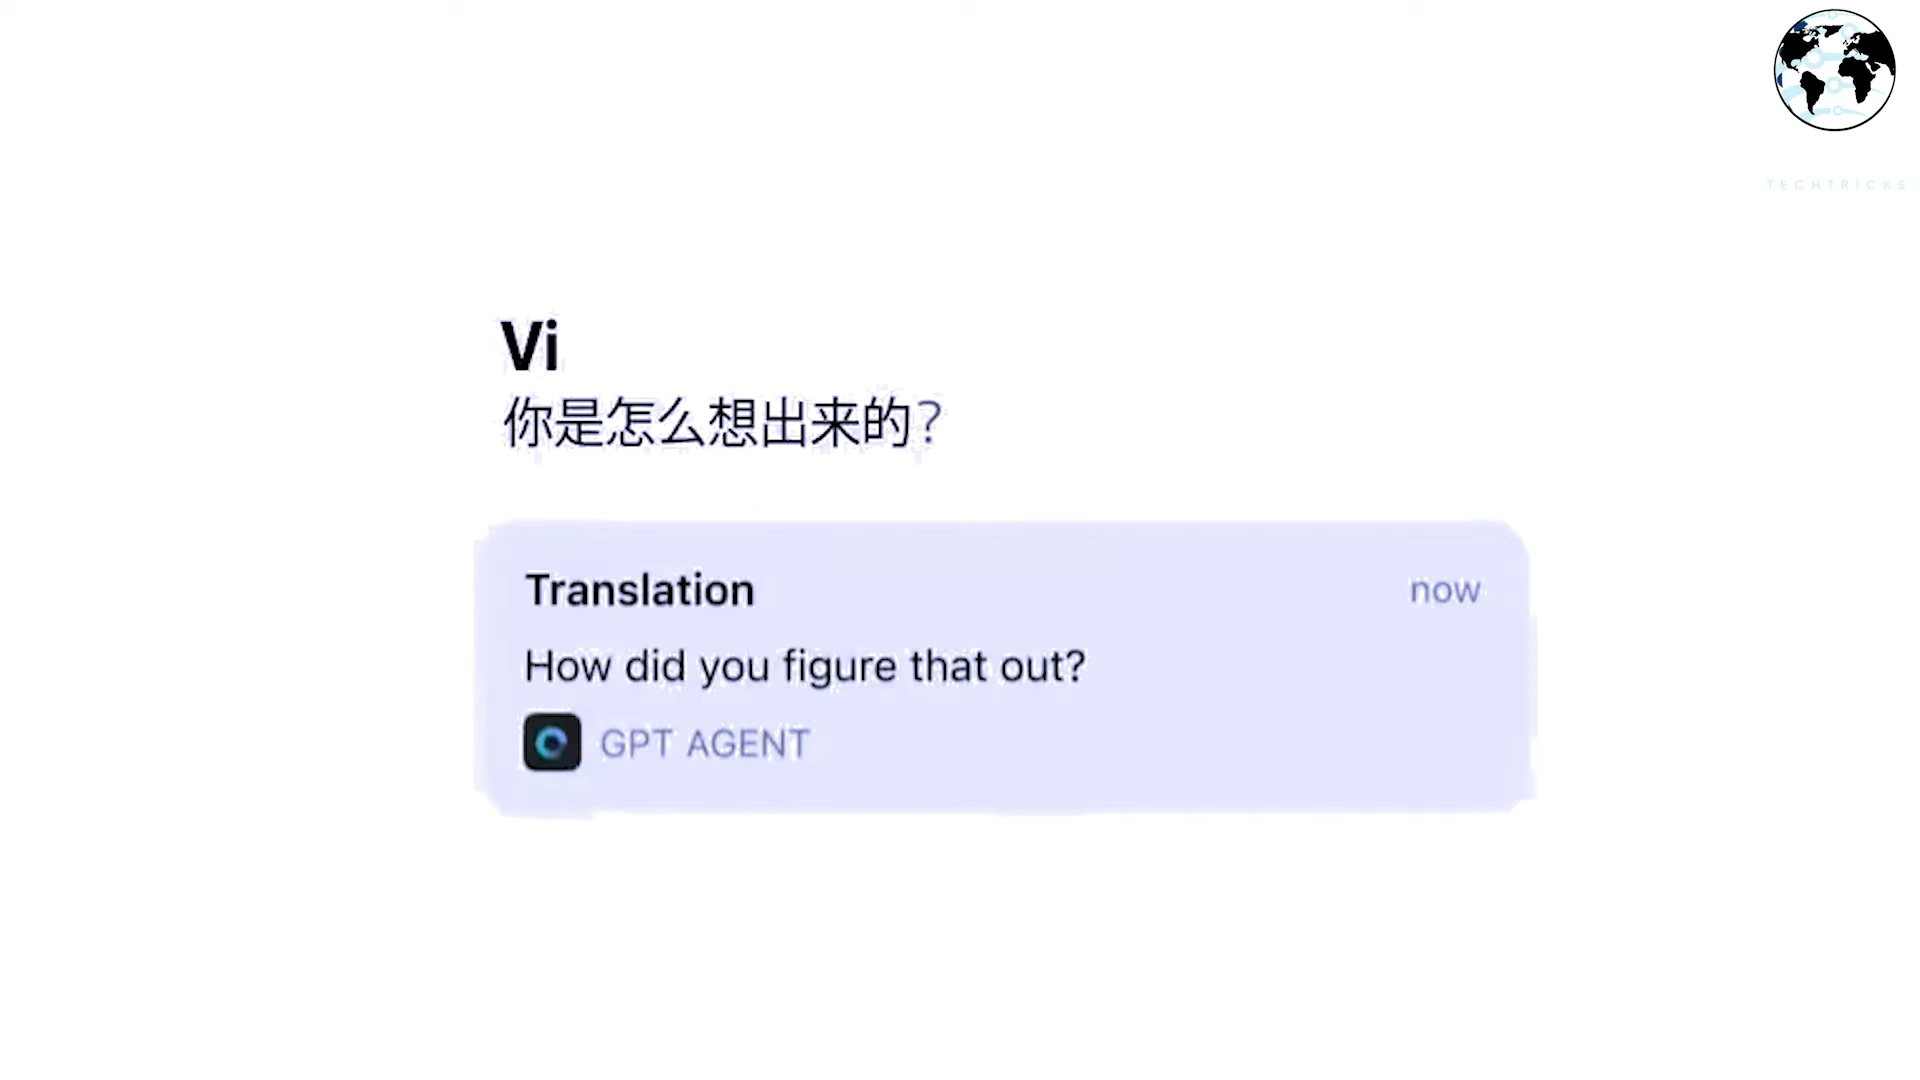 TECHTRICKS
Vi
你是怎么想出来的？
Translation
now
How did you figure that out?
GPT AGENT